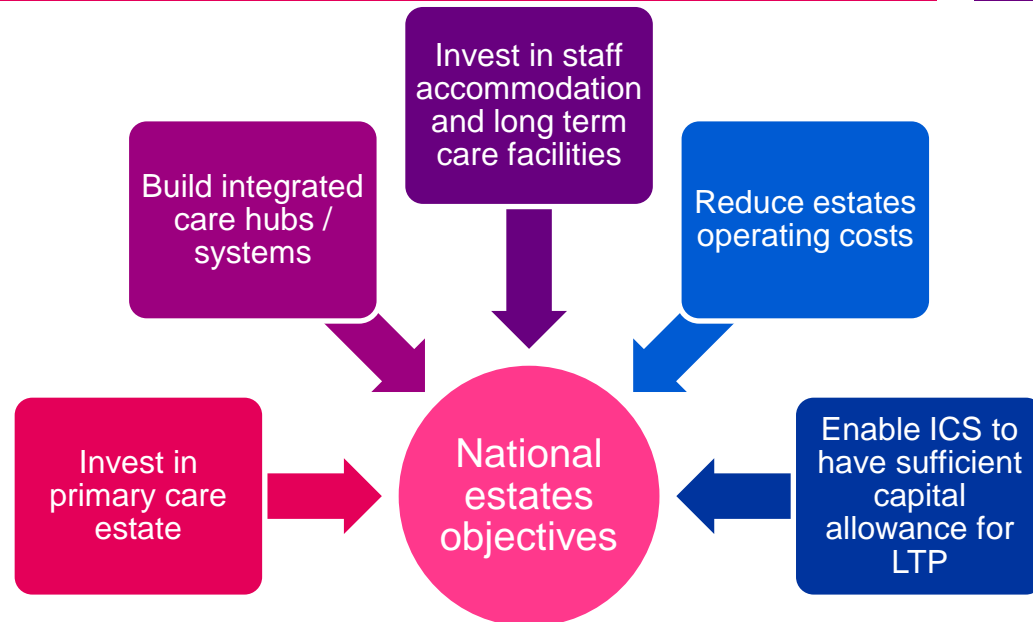 Invest in staff
accommodation
and long term
care facilities
Build integrated
care hubs /
systems
Reduce estates
operating costs
Invest in
primary care
estate
National
estates
objectives
Enable ICS to
have sufficient
capital
allowance for
LTP